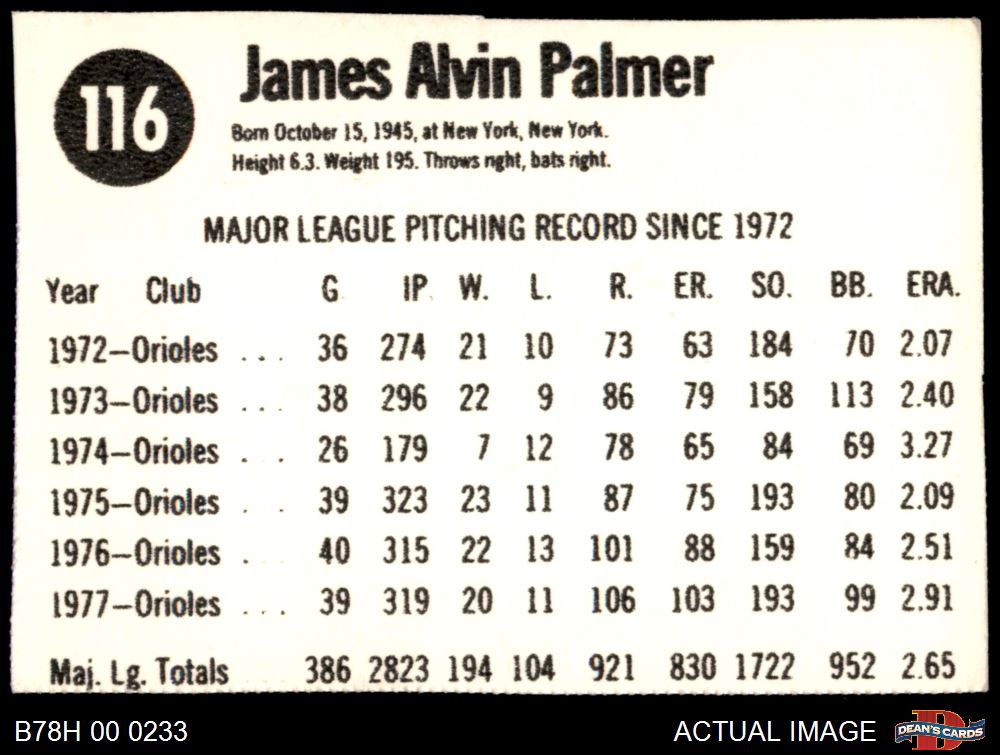 116
James Alvin Palmer
Born October 15, 1945, at New York, New York.
Height 6.3. Weight 195. Throws right, bats right.
MAJOR LEAGUE PITCHING RECORD SINCE 1972
Year Club G IP. W. L. R. ER. SO. BB. ERA.
1972—Orioles ... 36 274 21 10 73 63 184 70 2.07
1973—Orioles ... 38 296 22 9 86 79 158 113 2.40
1974—Orioles . . 26 179 7 12 78 65 84 69 3.27
1975—Orioles . . 39 323 23 11 87 75 193 80 2.09
1976—Orioles . 40 315 22 13 101 88 159 84 2.51
1977—Orioles ... 39 319 20 11 106 103 193 99 2.91
Maj. Lg. Totals 386 2823 194 104 921 830 1722 952 2.65
B78H 00 0233 ACTUAL IMAGE DEAN'S CARDS